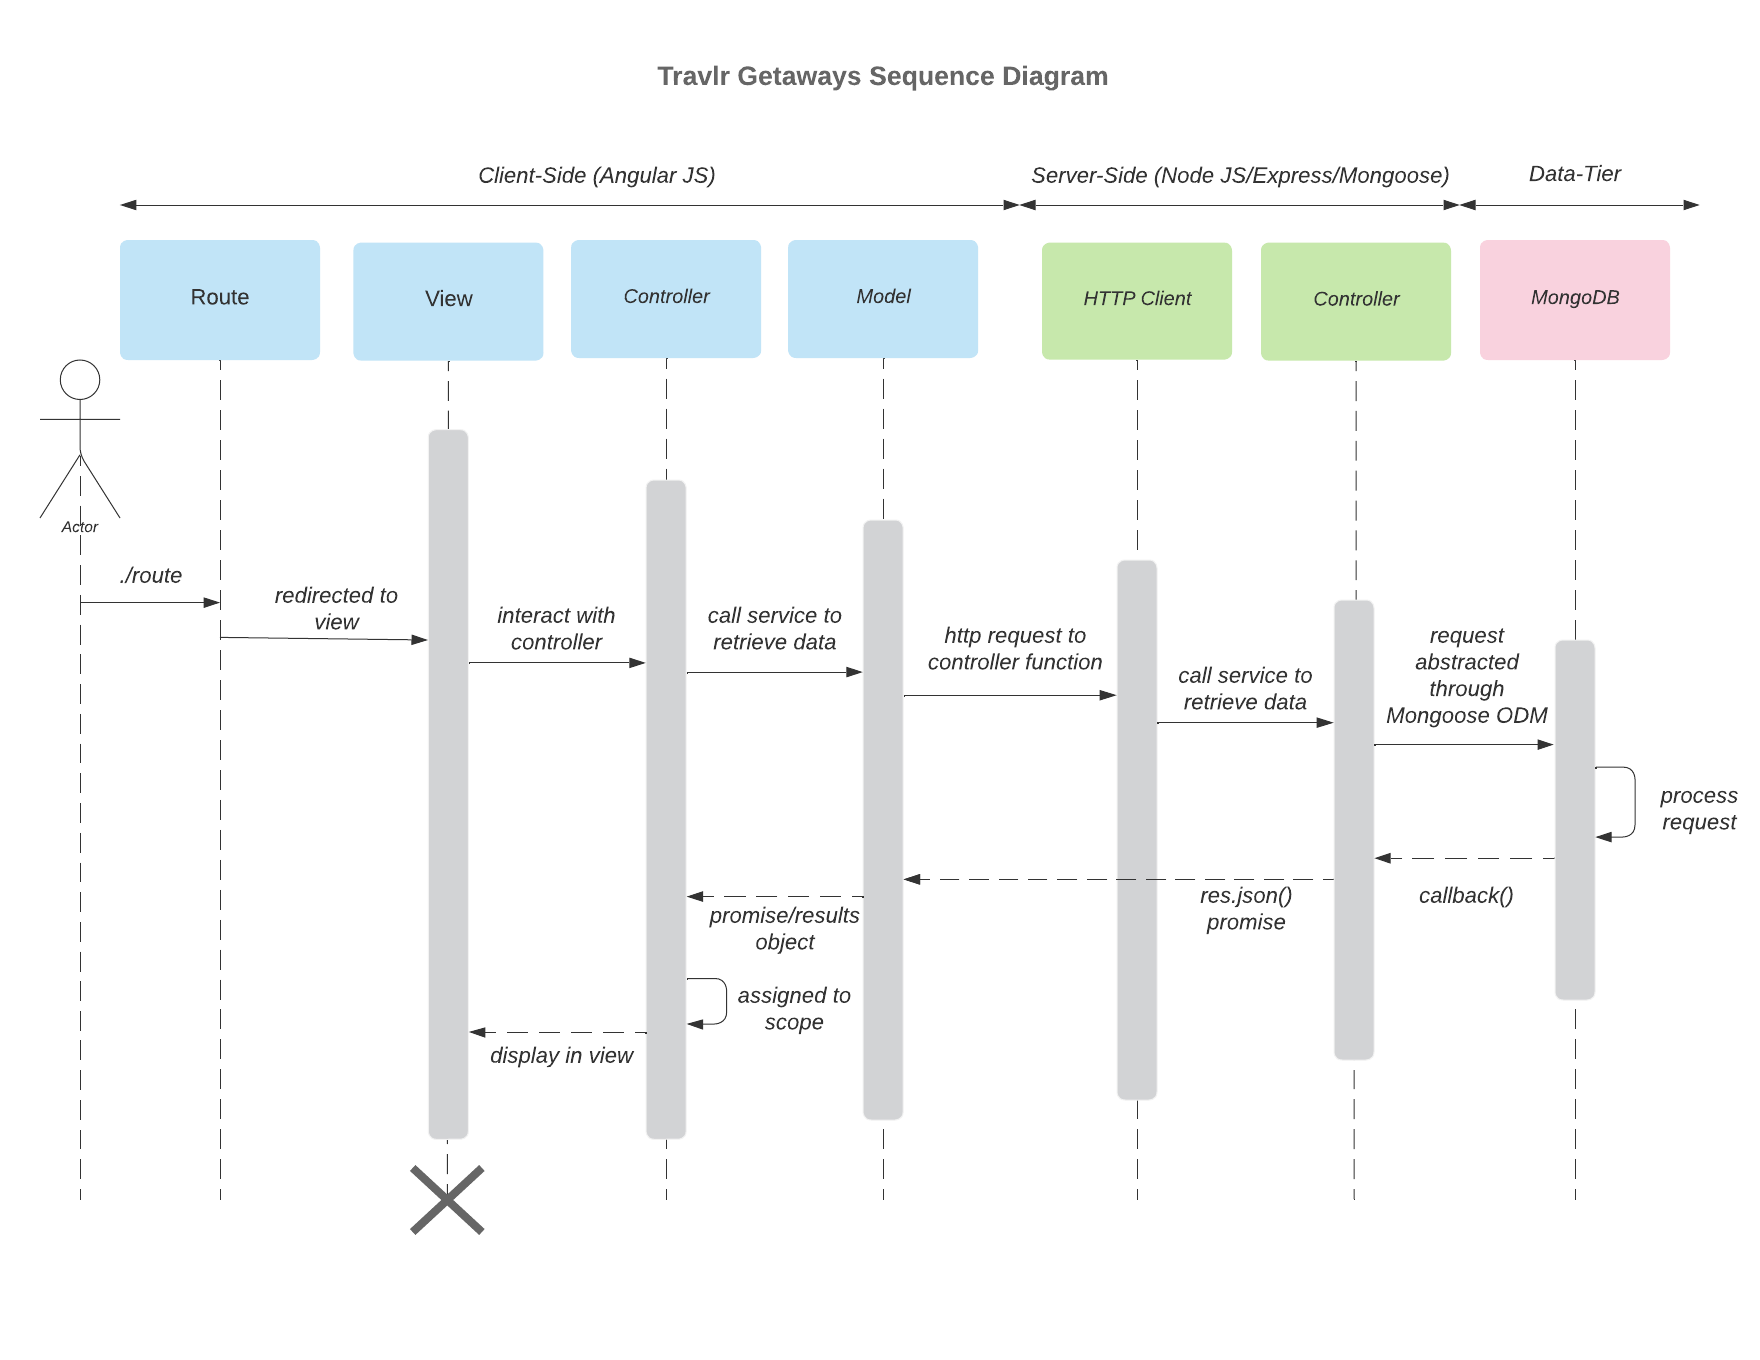 Travlr Getaways Sequence Diagram
Client-Side (Angular JS)
Server-Side (Node JS/Express/Mongoose)
Data-Tier
Route
View
Controller
Model
HTTP Client
Controller
MongoDB
Actor
./route
redirected to
view
interact with
controller
call service to
retrieve data
http request to
controller function
call service to
retrieve data
request
abstracted
through
Mongoose ODM
process
request
callback()
res.json()
promise
promise/results
object
assigned to
scope
display in view